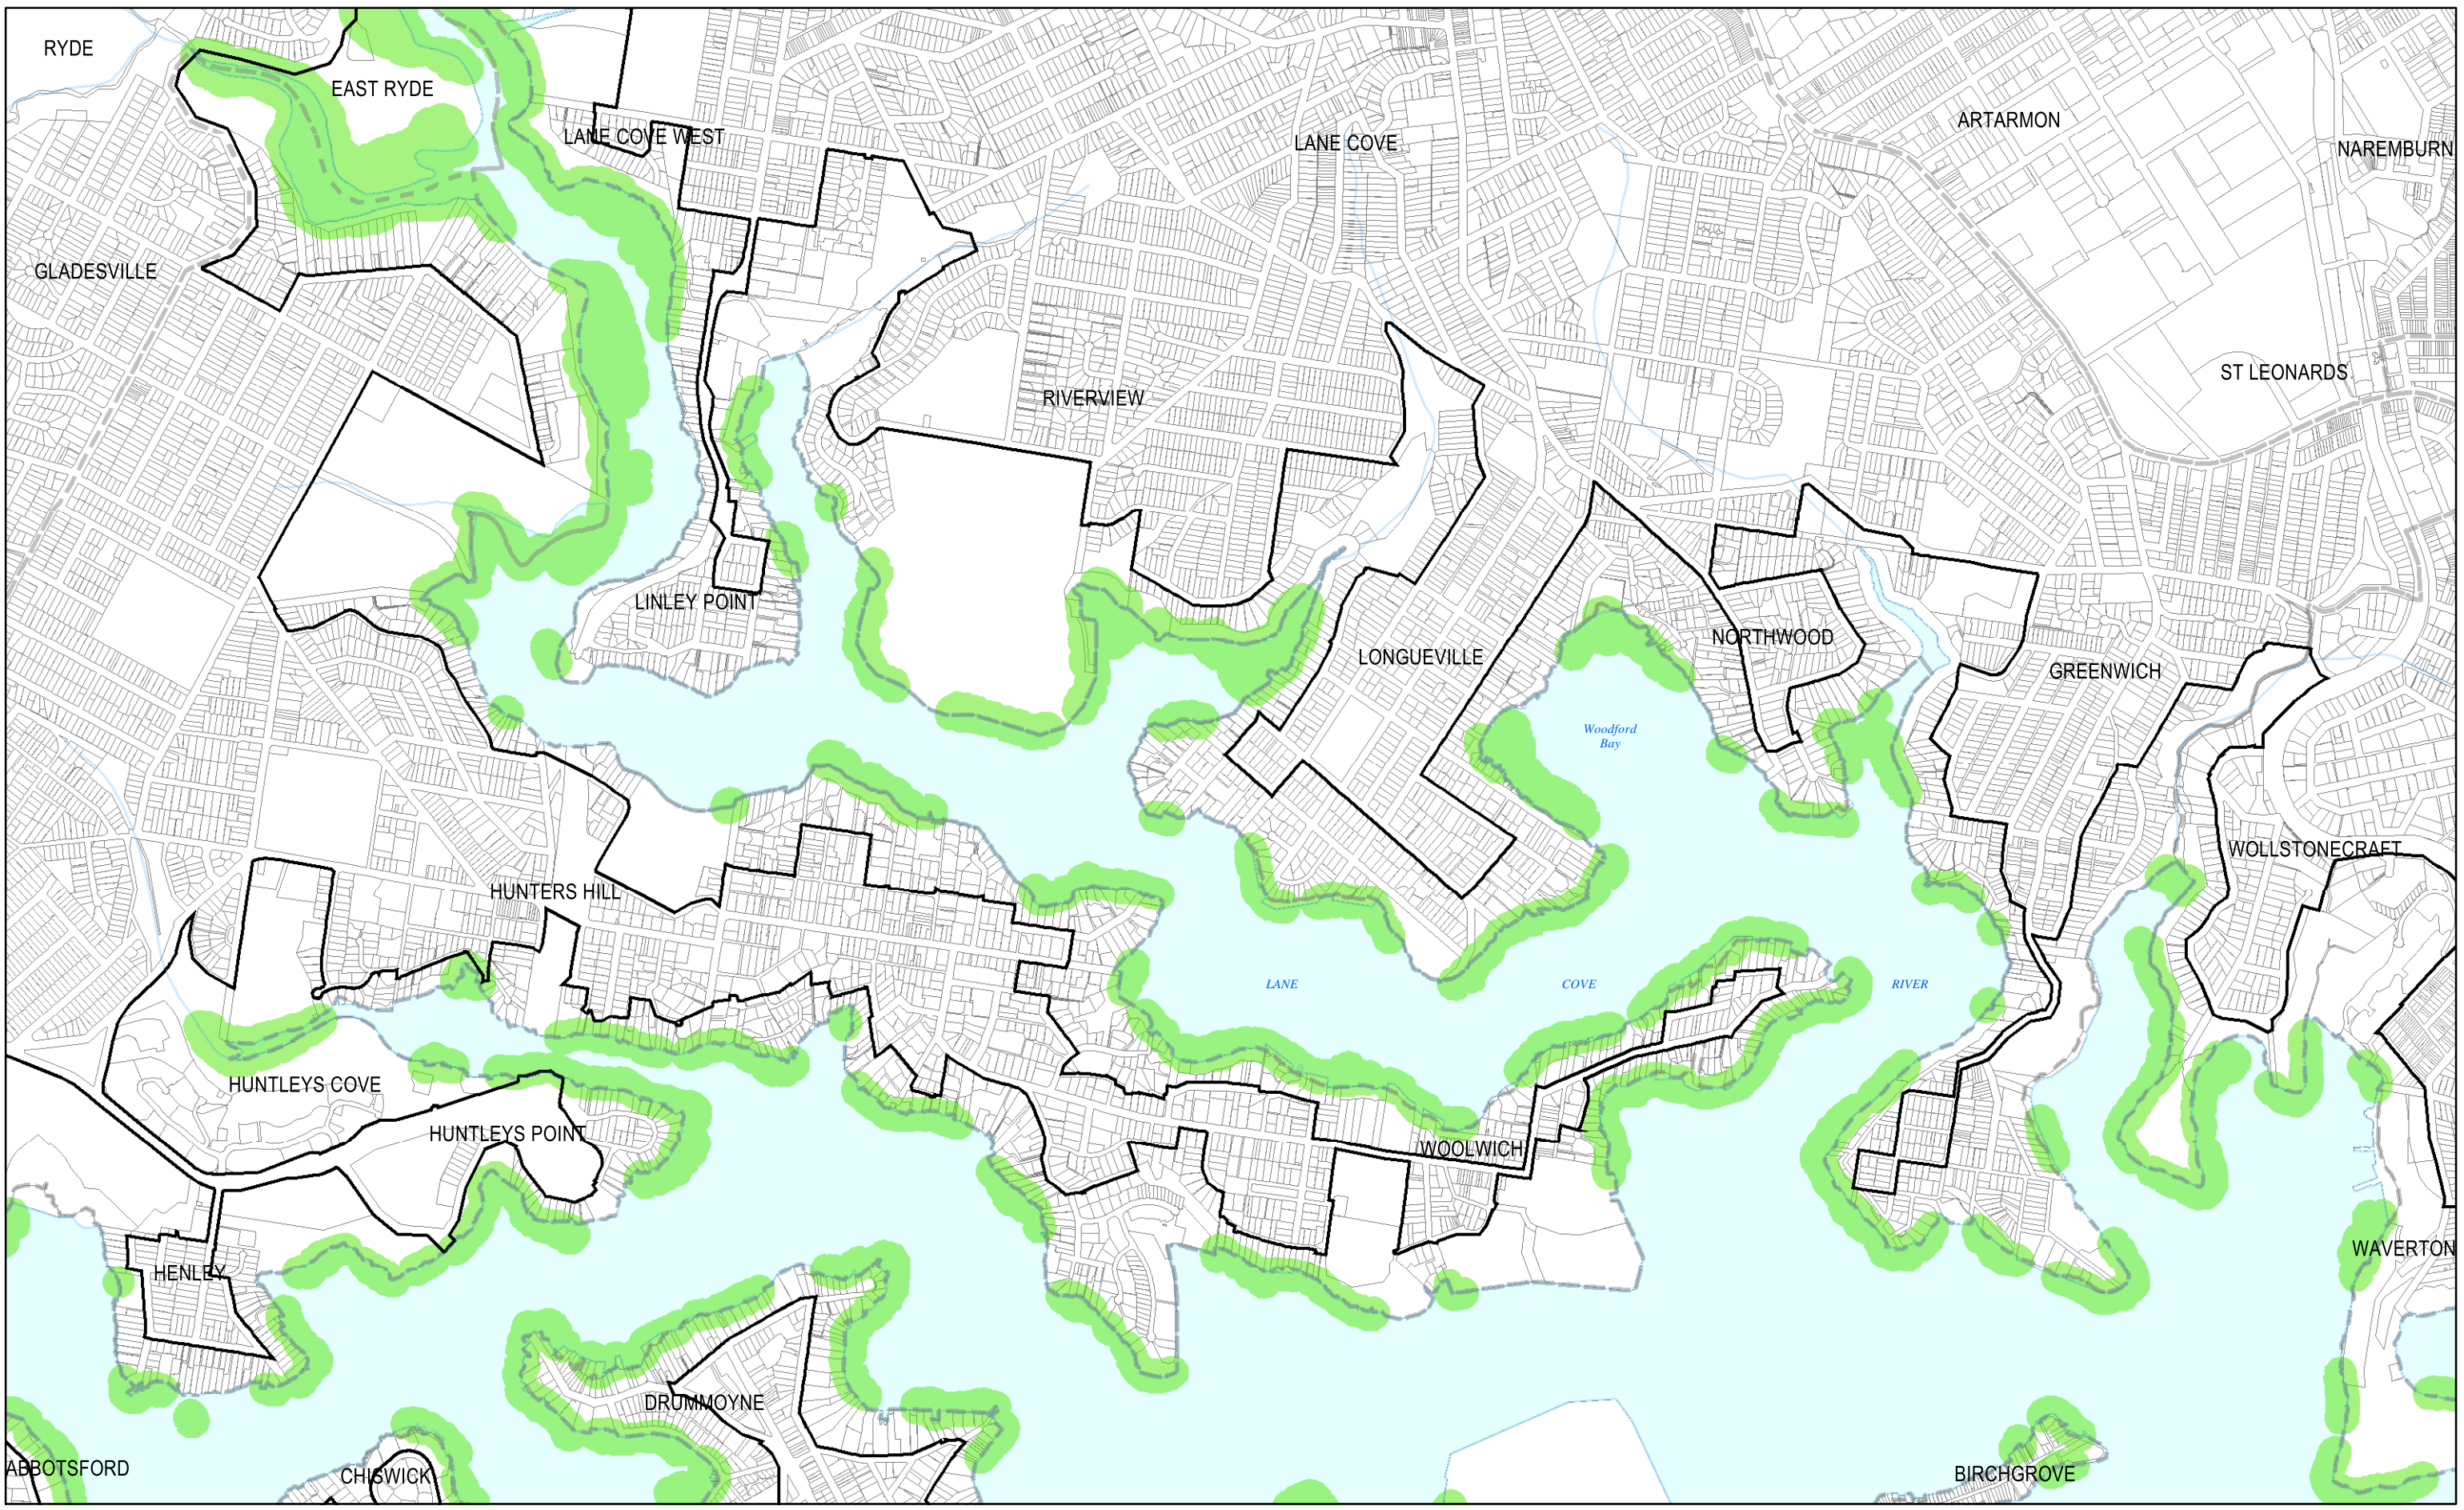 RYDE
EAST RYDE
LANE COVE WEST
LANE COVE
ARTARMON
NAREMBURN
GLADESVILLE
RIVERVIEW
ST LEONARDS
LINLEY POINT
LONGUEVILLE
NORTHWOOD
GREENWICH
Woodford
Bay
WOLLSTONECRAFT
HUNTERS HILL
LANE
COVE
RIVER
HUNTLEYS COVE
HUNTLEYS POINT
WOOLWICH
HENLEY
WAVERTON
DRUMMOYNE
ABBOTSFORD
CHISWICK
BIRCHGROVE